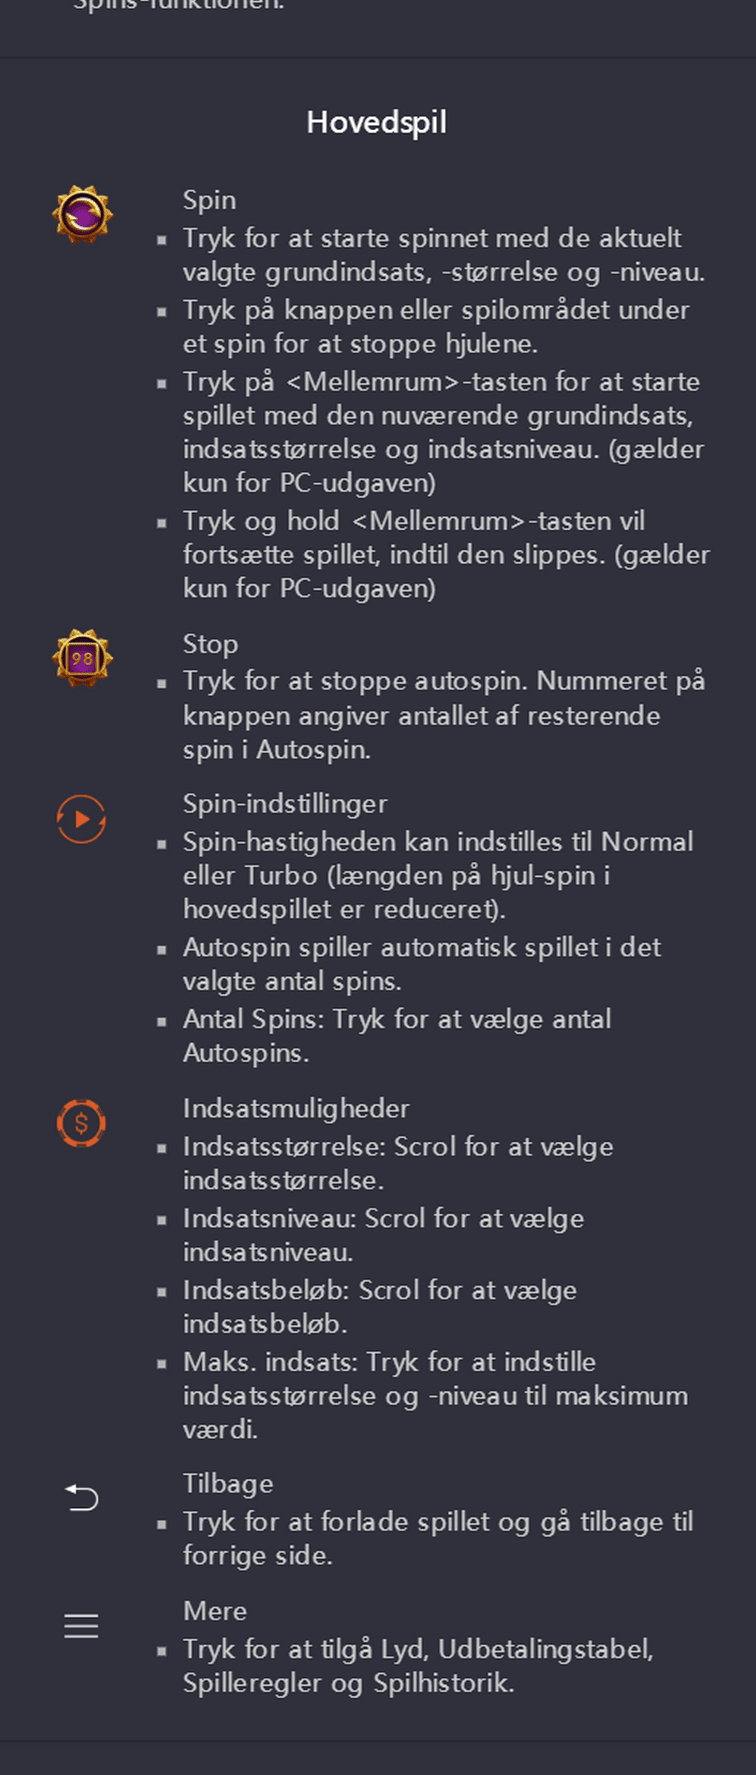 Spins-funktionen.
Hovedspil
Spin
▪ Tryk for at starte spinnet med de aktuelt
valgte grundindsats, -størrelse og -niveau.
▪ Tryk på knappen eller spilområdet under
et spin for at stoppe hjulene.
▪ Tryk på <Mellemrum>-tasten for at starte
spillet med den nuværende grundindsats,
indsatsstørrelse og indsatsniveau. (gælder
kun for PC-udgaven)
▪ Tryk og hold <Mellemrum>-tasten vil
fortsætte spillet, indtil den slippes. (gælder
kun for PC-udgaven)
98
Stop
▪ Tryk for at stoppe autospin. Nummeret på
knappen angiver antallet af resterende
spin i Autospin.
Spin-indstillinger
▪ Spin-hastigheden kan indstilles til Normal
eller Turbo (længden på hjul-spin i
hovedspillet er reduceret).
▪ Autospin spiller automatisk spillet i det
valgte antal spins.
▪ Antal Spins: Tryk for at vælge antal
Autospins.
$
Indsatsmuligheder
▪ Indsatsstørrelse: Scrol for at vælge
indsatsstørrelse.
▪ Indsatsniveau: Scrol for at vælge
indsatsniveau.
▪ Indsatsbeløb: Scrol for at vælge
indsatsbeløb.
▪ Maks. indsats: Tryk for at indstille
indsatsstørrelse og -niveau til maksimum
værdi.
Tilbage
▪ Tryk for at forlade spillet og gå tilbage til
forrige side.
Mere
▪ Tryk for at tilgå Lyd, Udbetalingstabel,
Spilleregler og Spilhistorik.